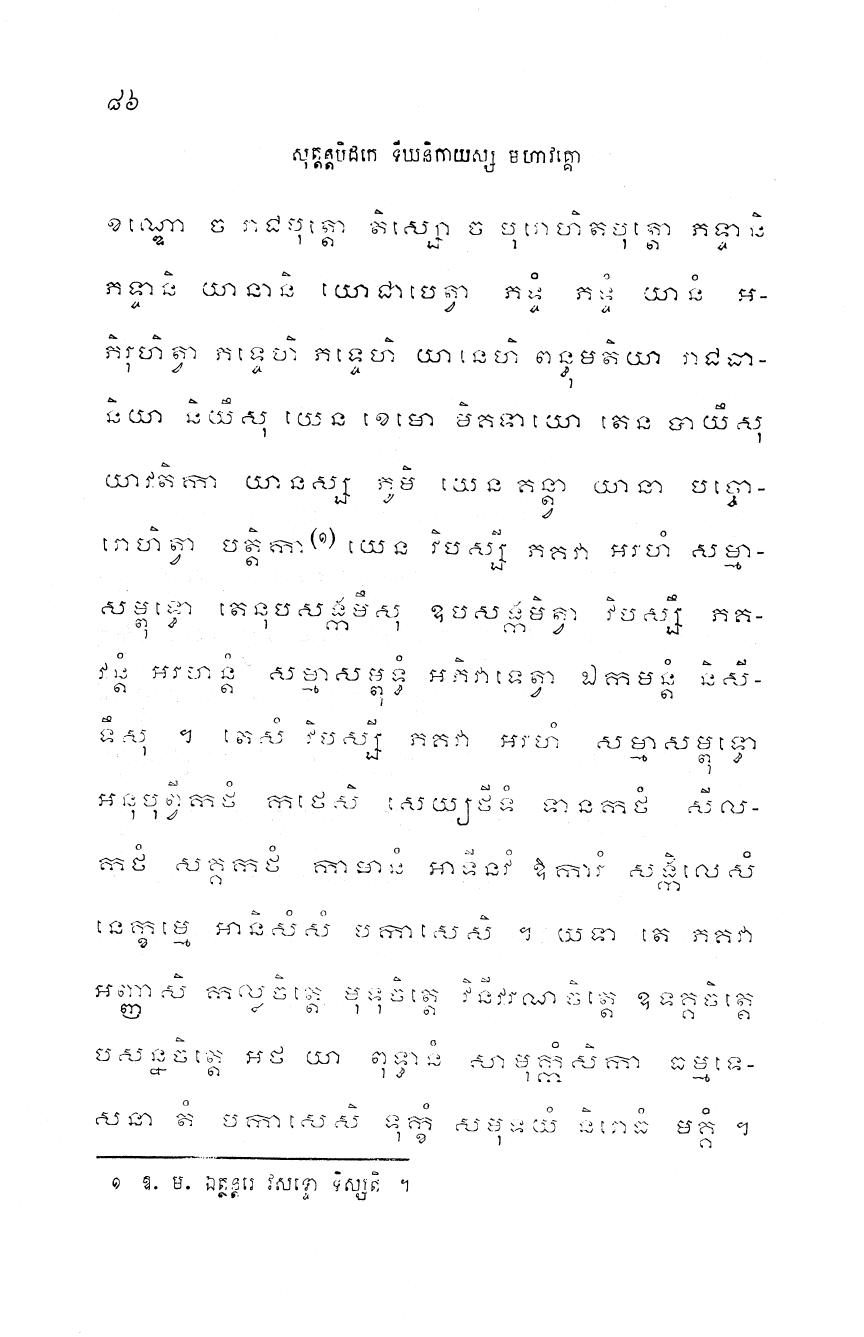 ៨៦
សុត្តន្តបិដកេ ទីឃនិកាយស្ស មហាវគ្គោ
ខណ្ឌោ ច រាជបុត្តោ តិស្សោ ច បុរោហិតបុត្តោ ភទ្ទានិ
ភទ្ទានិ យានានិ យោជាបេត្វា ភទ្ទំ ភទ្ទំ យានំ អ-
ភិរុហិត្វា ភទ្ទេហិ ភទ្ទេហិ យានេហិ ពន្ធុមតិយា រាជធា-
និយា និយឹសុ យេន ខេមោ មិគទាយោ តេន បាយឹសុ
យាវតិកា យានស្ស ភូមិ យេន គន្ត្វា យានា បច្ចោ-
រោហិត្វា បត្តិកា(១) យេន វិបស្សី ភគវា អរហំ សម្មា-
សម្ពុទ្ធោ តេនុបសង្កមឹសុ ឧបសង្កមិត្វា វិបស្សឹ ភគ-
វន្តំ អរហន្តំ សម្មាសម្ពុទ្ធំ អភិវាទេត្វា ឯកមន្តំ និសី-
ទឹសុ ។ តេសំ វិបស្សី ភគវា អរហំ សម្មាសម្ពុទ្ធោ
អនុបុព្វីកថំ កថេសិ សេយ្យថីទំ ទានកថំ សីល-
កថំ សគ្គកថំ កាមានំ អាទីនវំ ឱការំ សង្កិលេសំ
នេក្ខម្មេ អានិសំសំ បកាសេសិ ។ យទា តេ ភគវា
អញ្ញាសិ កល្លចិត្តេ មុទុចិត្តេ វិនីវរណចិត្តេ ឧទគ្គចិត្តេ
បសន្នចិត្តេ អថ យា ពុទ្ធានំ សាមុក្កំសិកា ធម្មទេ-
សនា តំ បកាសេសិ ទុក្ខំ សមុទយំ និរោធំ មគ្គំ ។
១ ឱ. ម. ឯត្ថន្តរេ វសទ្ទោ ទិស្សតិ ។